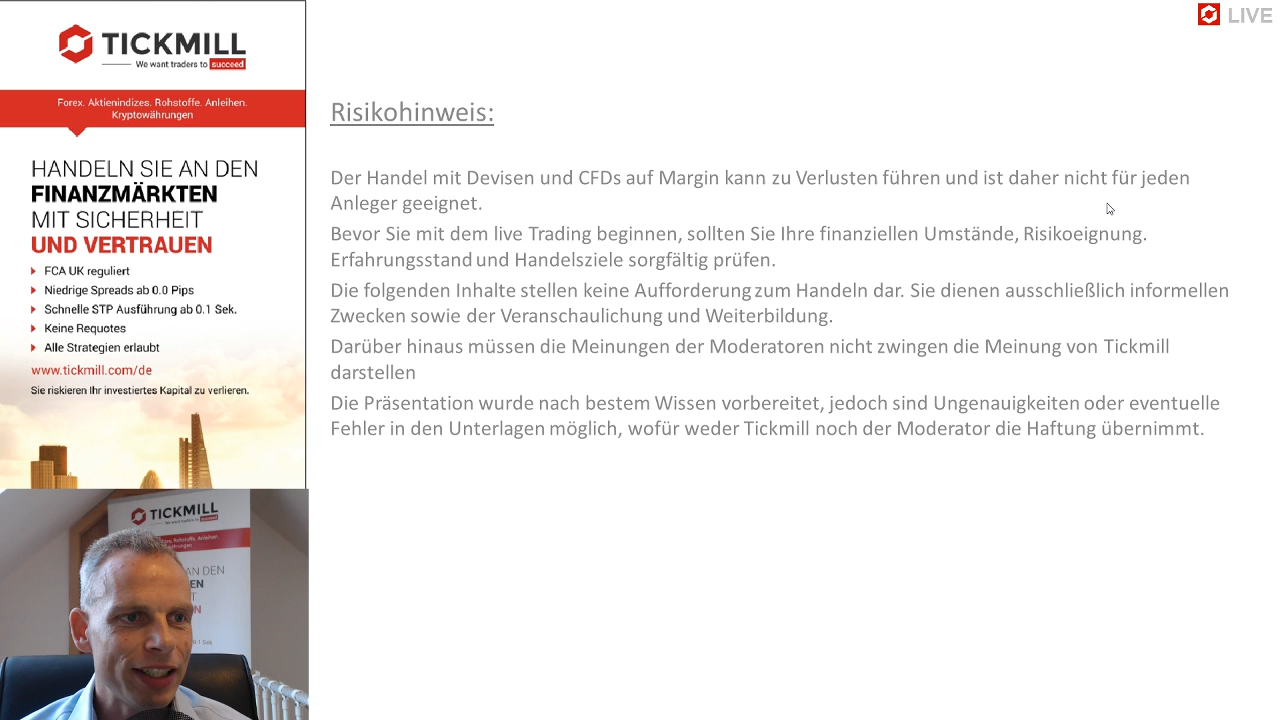 TICKMILL
We want traders to succeed
Forex. Aktienindizes. Rohstoffe. Anleihen.
Kryptowährungen
HANDELN SIE AN DEN
FINANZMÄRKTEN
MIT SICHERHEIT
UND VERTRAUEN
FCA UK reguliert
Niedrige Spreads ab 0.0 Pips
Schnelle STP Ausführung ab 0.1 Sek.
Keine Requotes
Alle Strategien erlaubt
www.tickmill.com/de
Sie riskieren Ihr investiertes Kapital zu verlieren.
LIVE
Risikohinweis:
Der Handel mit Devisen und CFDs auf Margin kann zu Verlusten führen und ist daher nicht für jeden
Anleger geeignet.
Bevor Sie mit dem live Trading beginnen, sollten Sie Ihre finanziellen Umstände, Risikoeignung.
Erfahrungsstand und Handelsziele sorgfältig prüfen.
Die folgenden Inhalte stellen keine Aufforderung zum Handeln dar. Sie dienen ausschließlich informellen
Zwecken sowie der Veranschaulichung und Weiterbildung.
Darüber hinaus müssen die Meinungen der Moderatoren nicht zwingen die Meinung von Tickmill
darstellen
Die Präsentation wurde nach bestem Wissen vorbereitet, jedoch sind Ungenauigkeiten oder eventuelle
Fehler in den Unterlagen möglich, wofür weder Tickmill noch der Moderator die Haftung übernimmt.
TICKMILL
We want traders to succeed
AN DEN